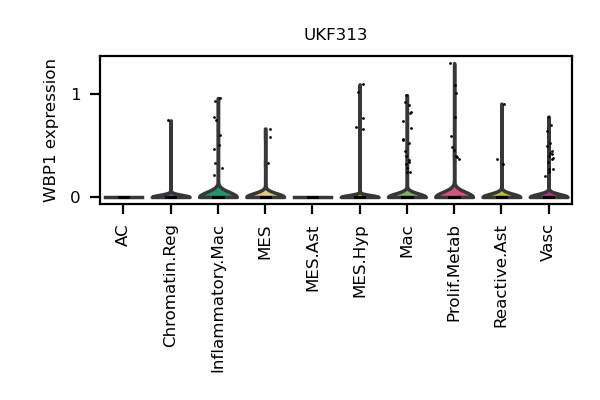 UKF313
WBP1 expression
1
0
AC
Chromatin.Reg
Inflammatory.Mac
MES
MES.Ast
MES.Hyp
Mac
Prolif.Metab
Reactive.Ast
Vasc